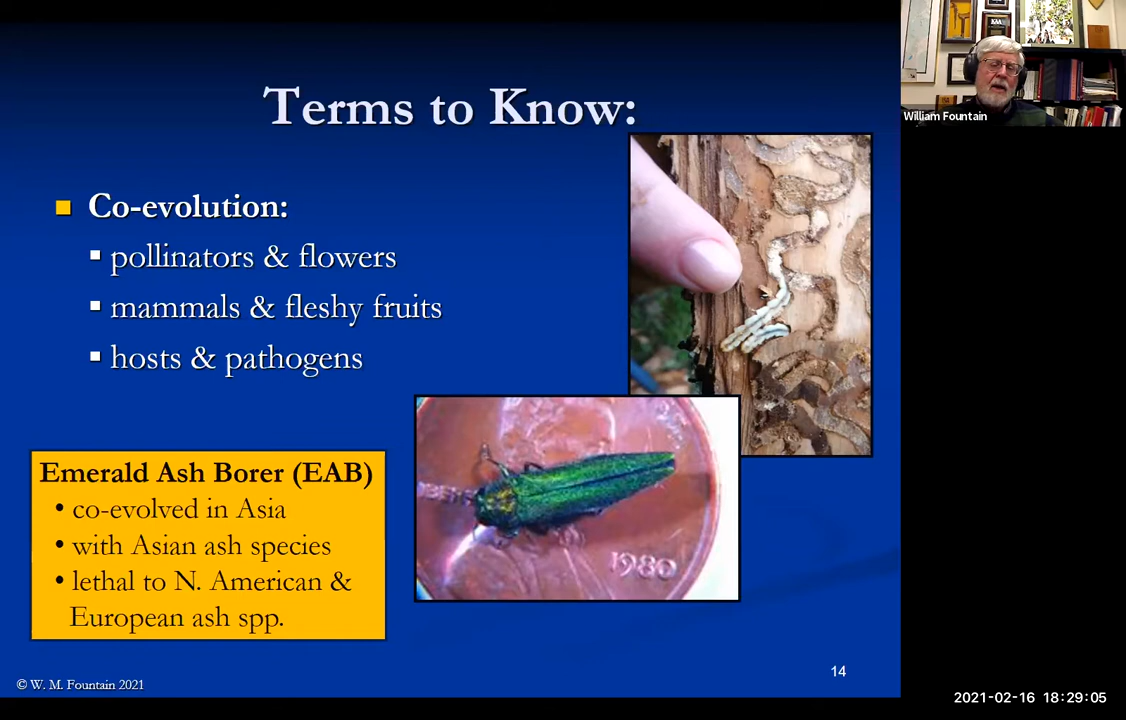 Terms to Know:
William Fountain
Co-evolution:
pollinators & flowers
mammals & fleshy fruits
hosts & pathogens
Emerald Ash Borer (EAB)
• co-evolved in Asia
• with Asian ash species
• lethal to N. American &
European ash spp.
1980
14
© W. M. Fountain 2021
2021-02-16 18:29:05